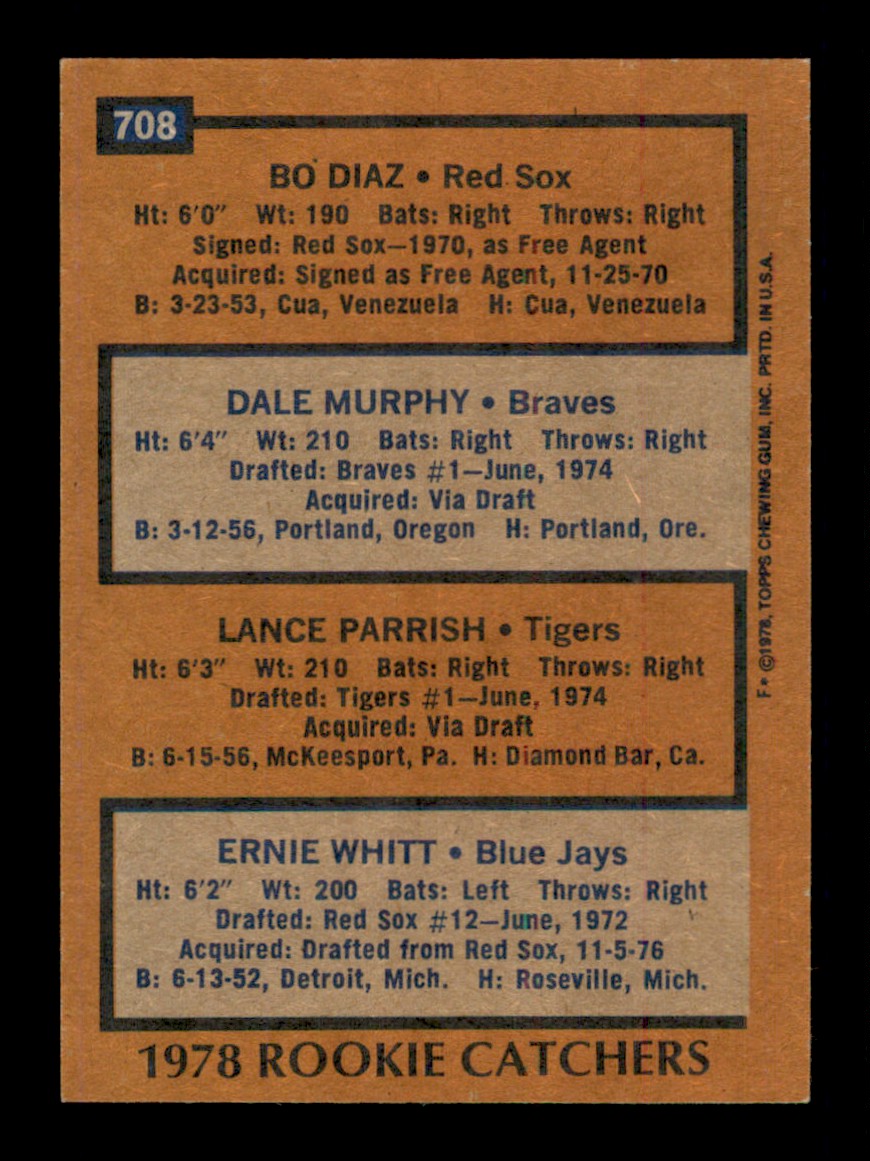 708
BO DIAZ • Red Sox
Ht: 6'0" Wt: 190 Bats: Right Throws: Right
Signed: Red Sox—1970, as Free Agent
Acquired: Signed as Free Agent, 11-25-70
B: 3-23-53, Cua, Venezuela H: Cua, Venezuela
DALE MURPHY • Braves
Ht: 6'4" Wt: 210 Bats: Right Throws: Right
Drafted: Braves #1—June, 1974
Acquired: Via Draft
B: 3-12-56, Portland, Oregon H: Portland, Ore.
LANCE PARRISH • Tigers
Ht: 6'3" Wt: 210 Bats: Right Throws: Right
Drafted: Tigers #1—June, 1974
Acquired: Via Draft
B: 6-15-56, McKeesport, Pa. H: Diamond Bar, Ca.
ERNIE WHITT • Blue Jays
Ht: 6'2" Wt: 200 Bats: Left Throws: Right
Drafted: Red Sox #12—June, 1972
Acquired: Drafted from Red Sox, 11-5-76
B: 6-13-52, Detroit, Mich. H: Roseville, Mich.
1978 ROOKIE CATCHERS
F* ©1978, TOPPS CHEWING GUM, INC. PRTD. IN U.S.A.